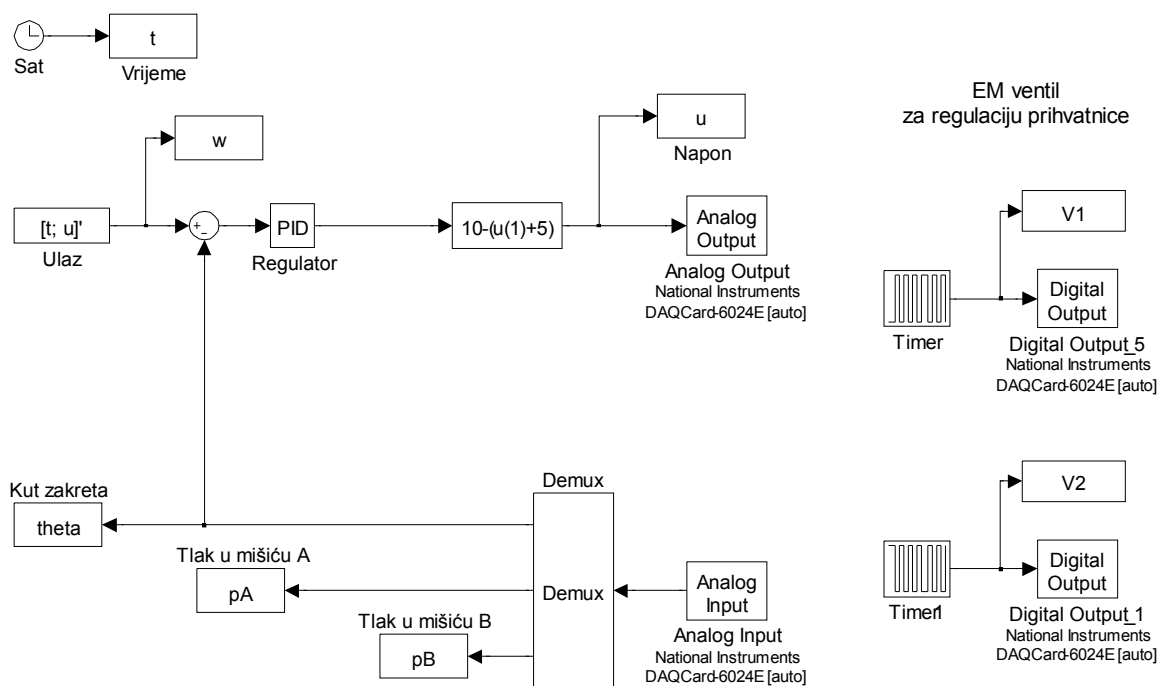 t
Sat
Vrijeme
EM ventil
za regulaciju prihvatnice
w
u
Napon
[t; u]'
Ulaz
+
−
PID
Regulator
10-(u(1)+5)
Analog
Output
Analog Output
National Instruments
DAQCard-6024E [auto]
V1
Timer
Digital
Output
Digital Output_5
National Instruments
DAQCard-6024E [auto]
Kut zakreta
theta
Tlak u mišiću A
pA
Tlak u mišiću B
pB
Demux
Demux
Analog
Input
Analog Input
National Instruments
DAQCard-6024E [auto]
V2
Timer1
Digital
Output
Digital Output_1
National Instruments
DAQCard-6024E [auto]